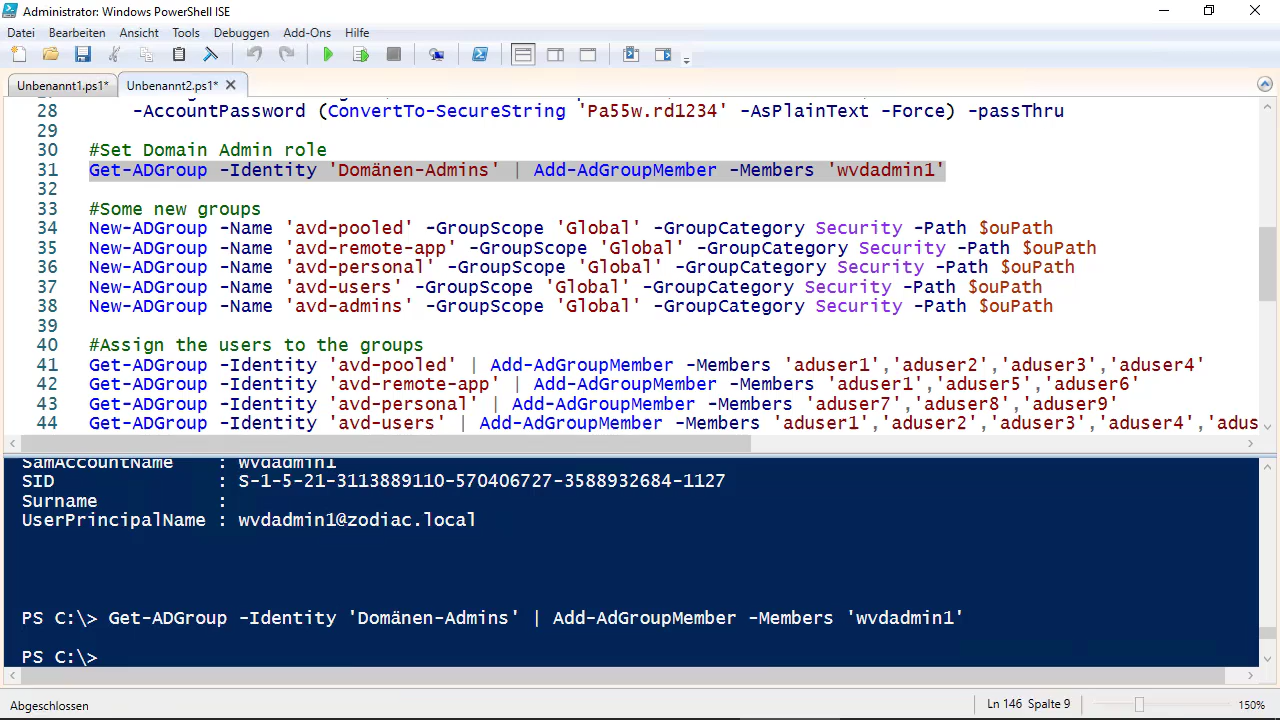 Administrator: Windows PowerShell ISE
Datei Bearbeiten Ansicht Tools Debuggen Add-Ons Hilfe
Unbenannt1.ps1* Unbenannt2.ps1* X
28 -AccountPassword (ConvertTo-SecureString 'Pa55w.rd1234' -AsPlainText -Force) -passThru
29
30 #Set Domain Admin role
31 Get-ADGroup -Identity 'Domänen-Admins' | Add-AdGroupMember -Members 'wvdadmin1'
32
33 #Some new groups
34 New-ADGroup -Name 'avd-pooled' -GroupScope 'Global' -GroupCategory Security -Path $ouPath
35 New-ADGroup -Name 'avd-remote-app' -GroupScope 'Global' -GroupCategory Security -Path $ouPath
36 New-ADGroup -Name 'avd-personal' -GroupScope 'Global' -GroupCategory Security -Path $ouPath
37 New-ADGroup -Name 'avd-users' -GroupScope 'Global' -GroupCategory Security -Path $ouPath
38 New-ADGroup -Name 'avd-admins' -GroupScope 'Global' -GroupCategory Security -Path $ouPath
39
40 #Assign the users to the groups
41 Get-ADGroup -Identity 'avd-pooled' | Add-AdGroupMember -Members 'aduser1','aduser2','aduser3','aduser4'
42 Get-ADGroup -Identity 'avd-remote-app' | Add-AdGroupMember -Members 'aduser1','aduser5','aduser6'
43 Get-ADGroup -Identity 'avd-personal' | Add-AdGroupMember -Members 'aduser7','aduser8','aduser9'
44 Get-ADGroup -Identity 'avd-users' | Add-AdGroupMember -Members 'aduser1','aduser2','aduser3','aduser4','adus
SamAccountName : wvdadmin1
SID : S-1-5-21-3113889110-570406727-3588932684-1127
Surname :
UserPrincipalName : wvdadmin1@zodiac.local
PS C:\> Get-ADGroup -Identity 'Domänen-Admins' | Add-AdGroupMember -Members 'wvdadmin1'
PS C:\>
Abgeschlossen Ln 146 Spalte 9 150%